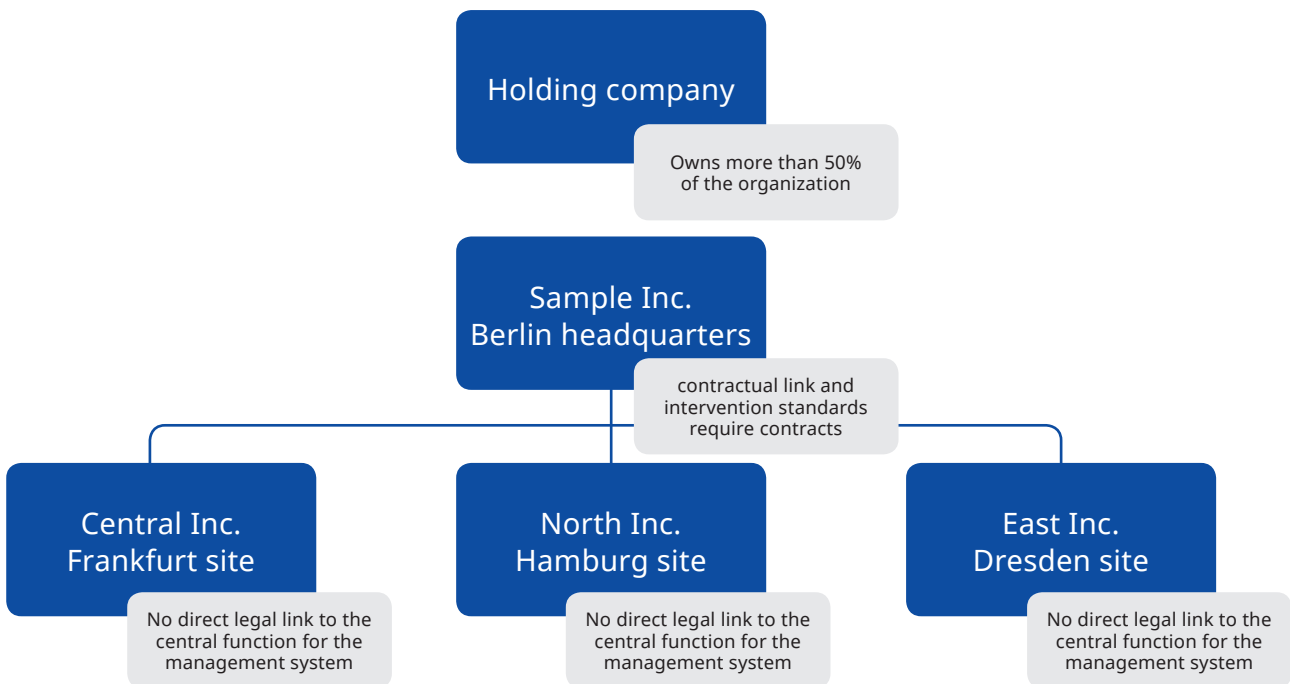 Holding company
Owns more than 50%
of the organization
Sample Inc.
Berlin headquarters
contractual link and
intervention standards
require contracts
Central Inc.
Frankfurt site
No direct legal link to the
central function for the
management system
North Inc.
Hamburg site
No direct legal link to the
central function for the
management system
East Inc.
Dresden site
No direct legal link to the
central function for the
management system